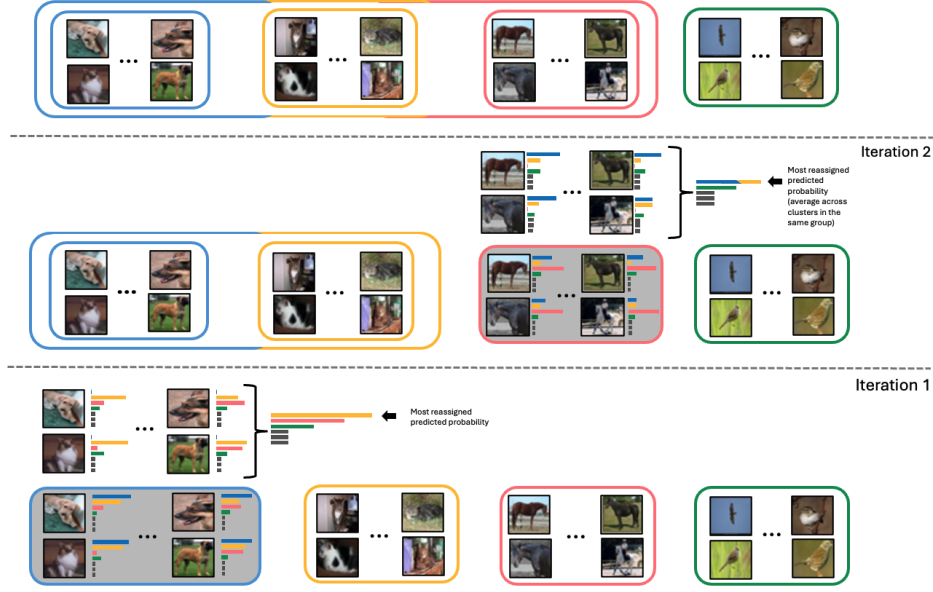 Iteration 2
Most reassigned
predicted
probability
(average across
clusters in the
same group)
Iteration 1
Most reassigned
predicted probability